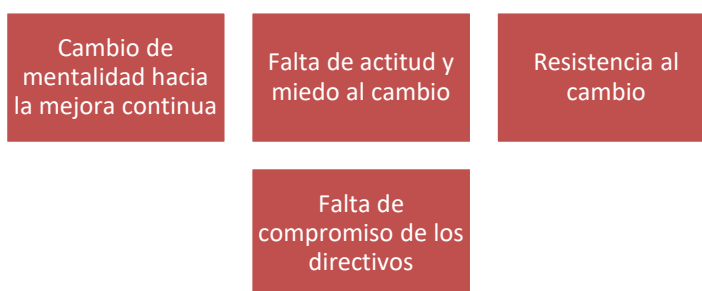 Cambio de
mentalidad hacia
la mejora continua
Falta de actitud y
miedo al cambio
Resistencia al
cambio
Falta de
compromiso de los
directivos